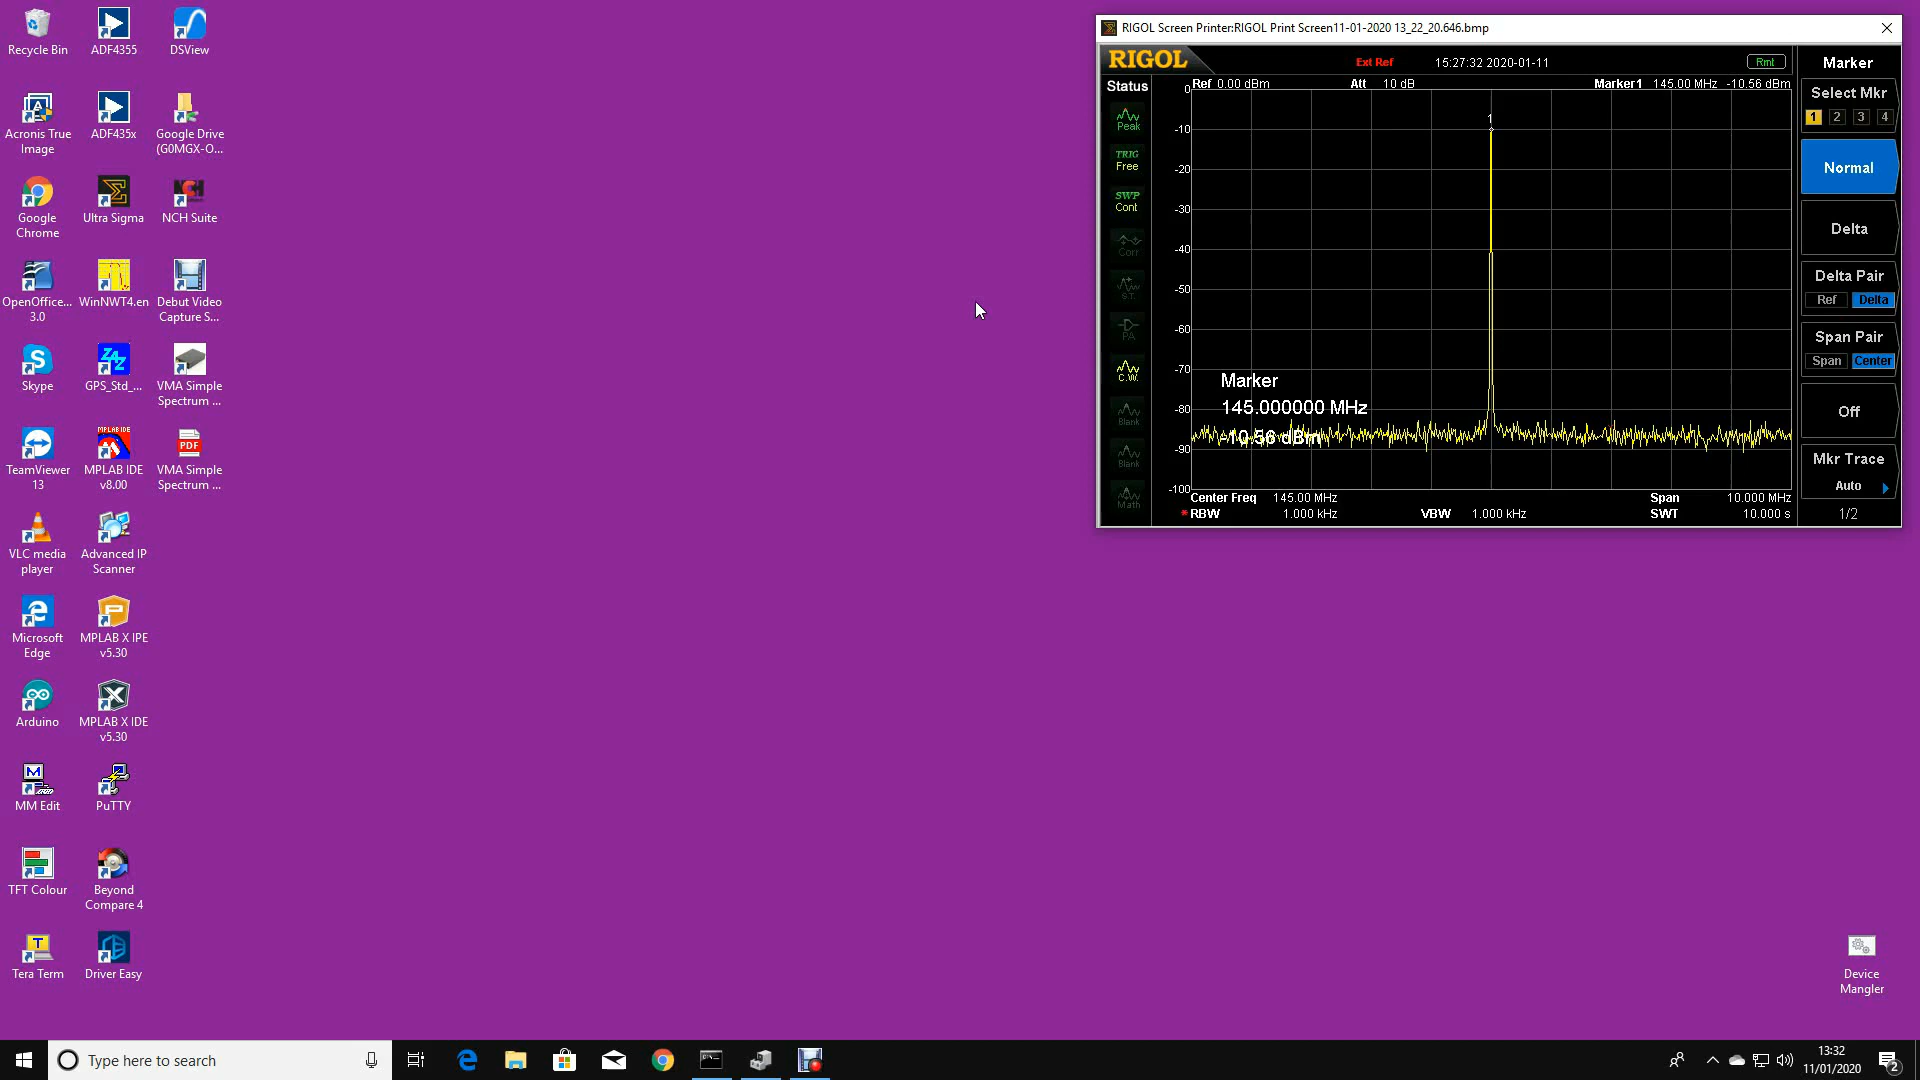 Recycle Bin
ADF4355
DSView
Acronis True
Image
ADF435x
Google Drive
(G0MGX-O...
Google
Chrome
Ultra Sigma
NCH Suite
OpenOffice...
3.0
WinNWT4.en
Debut Video
Capture S...
Skype
GPS_Std_...
VMA Simple
Spectrum ...
TeamViewer
13
MPLAB IDE
MPLAB IDE
v8.00
PDF
VMA Simple
Spectrum ...
VLC media
player
Advanced IP
Scanner
Microsoft
Edge
MPLAB X IPE
v5.30
Arduino
MPLAB X IDE
v5.30
MM Edit
PuTTY
TFT Colour
Beyond
Compare 4
Tera Term
Driver Easy
RIGOL Screen Printer:RIGOL Print Screen11-01-2020 13_22_20.646.bmp
RIGOL
Ext Ref
15:27:32 2020-01-11
Rmt
Status
Ref 0.00 dBm
Att 10 dB
Marker1 145.00 MHz -10.56 dBm
Peak
TRIG
Free
SWP
Cont
Corr
S.T.
PA
C.W.
Blank
Blank
Math
0
-10
-20
-30
-40
-50
-60
-70
-80
-90
-100
1
Marker
145.000000 MHz
-10.56 dBm
Center Freq 145.00 MHz
Span 10.000 MHz
* RBW 1.000 kHz
VBW 1.000 kHz
SWT 10.000 s
Marker
Select Mkr
1 2 3 4
Normal
Delta
Delta Pair
Ref Delta
Span Pair
Span Center
Off
Mkr Trace
Auto
1/2
Device
Mangler
Type here to search
13:32
11/01/2020
2